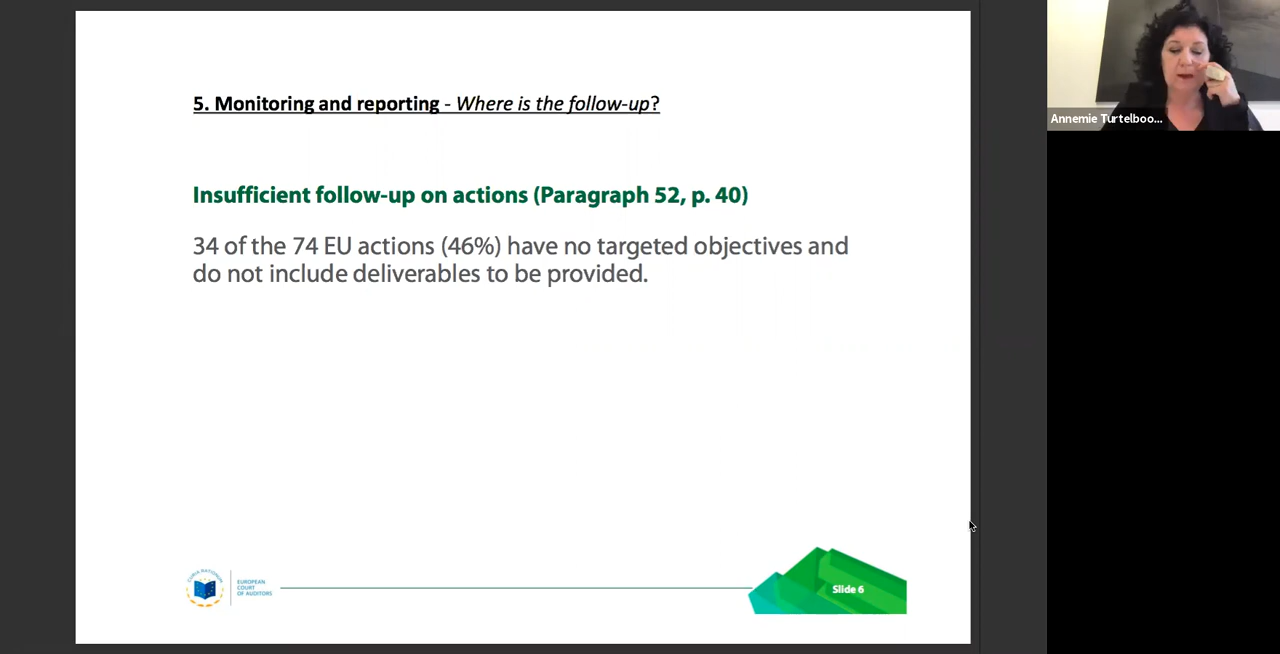 5. Monitoring and reporting - Where is the follow-up?
Insufficient follow-up on actions (Paragraph 52, p. 40)
34 of the 74 EU actions (46%) have no targeted objectives and
do not include deliverables to be provided.
EUROPEAN
COURT
OF AUDITORS
Slide 6
Annemie Turtelboo...